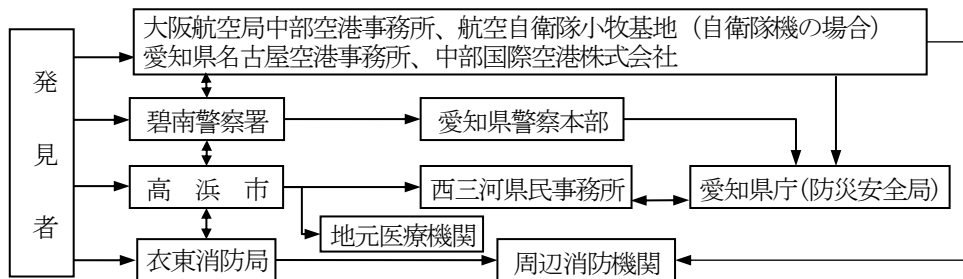 発見者
大阪航空局中部空港事務所、航空自衛隊小牧基地（自衛隊機の場合）
愛知県名古屋空港事務所、中部国際空港株式会社
碧南警察署
愛知県警察本部
高　浜　市
西三河県民事務所
愛知県庁(防災安全局)
地元医療機関
衣東消防局
周辺消防機関